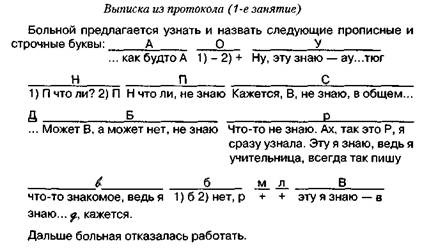 Выписка из протокола (1-е занятие)
Больной предлагается узнать и назвать следующие прописные и
строчные буквы: А О У
... как будто А 1) – 2) + Ну, эту знаю — ау...тюг
Н П С
1) П что ли? 2) П Н что ли, не знаю Кажется, В, не знаю, в общем...
Д Б р
... Может В, а может нет, не знаю Что-то не знаю. Ах, так это Р, я
сразу узнала. Эту я знаю, ведь я
учительница, всегда так пишу
в б м л В
что-то знакомое, ведь я 1) б 2) нет, р + + эту я знаю — в
знаю... д, кажется.
Дальше больная отказалась работать.